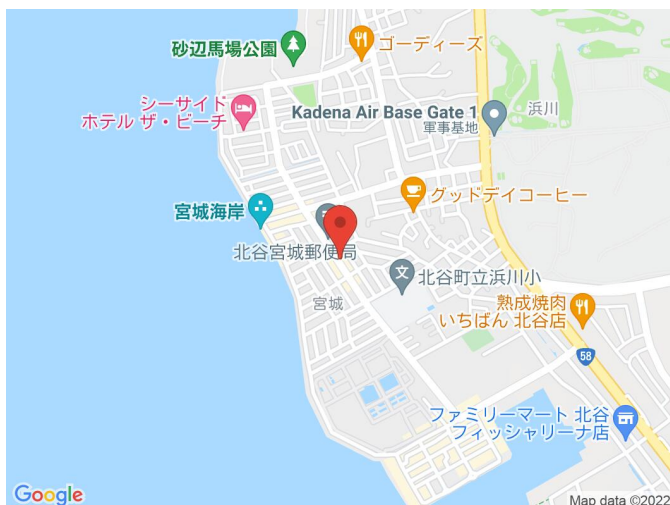 砂辺馬場公園
ゴーディーズ
シーサイド
ホテル ザ・ビーチ
Kadena Air Base Gate 1
軍事基地
浜川
グッドデイコーヒー
宮城海岸
北谷宮城郵便局
北谷町立浜川小
宮城
熟成焼肉
いちばん 北谷店
58
ファミリーマート 北谷
フィッシャリーナ店
Google
Map data ©2022